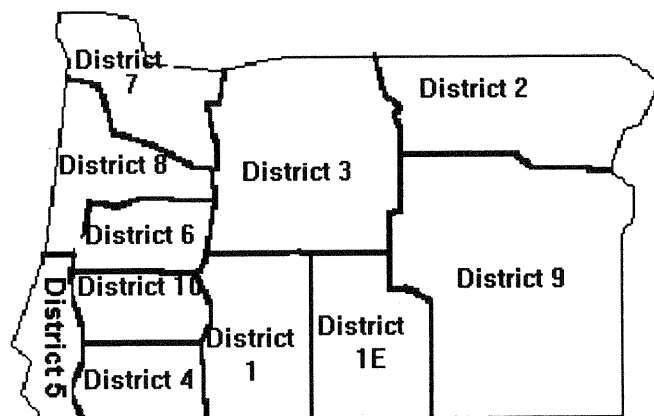 District
7
District 2
District 8
District 3
District 6
District 9
District 10
District 5
District
1
District
1E
District 4